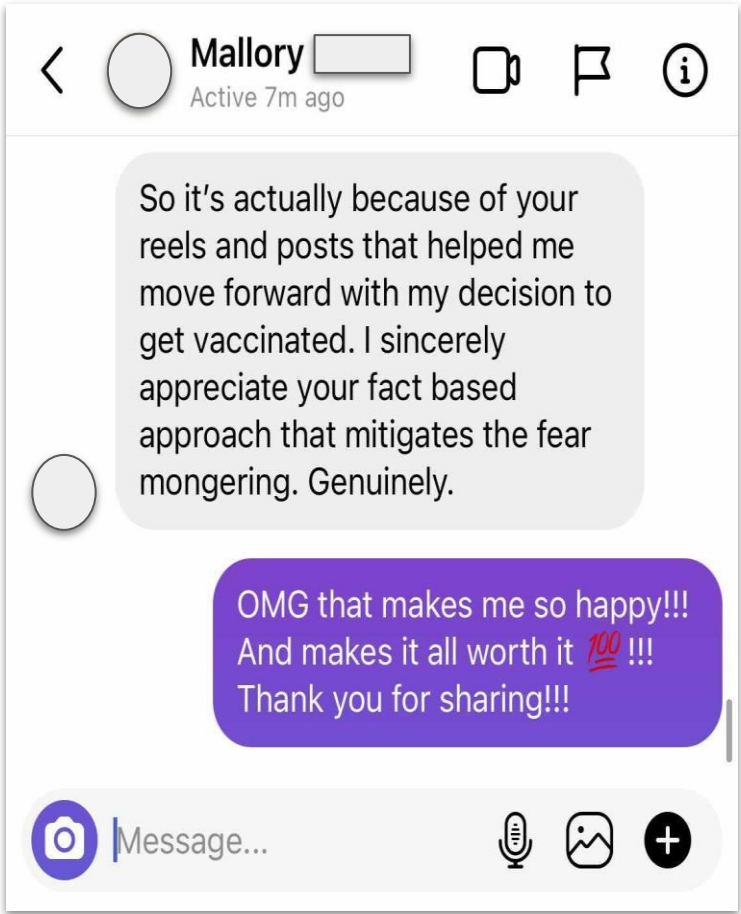 Mallory
Active 7m ago
So it's actually because of your
reels and posts that helped me
move forward with my decision to
get vaccinated. I sincerely
appreciate your fact based
approach that mitigates the fear
mongering. Genuinely.
OMG that makes me so happy!!!
And makes it all worth it 💯 !!!
Thank you for sharing!!!
Message...